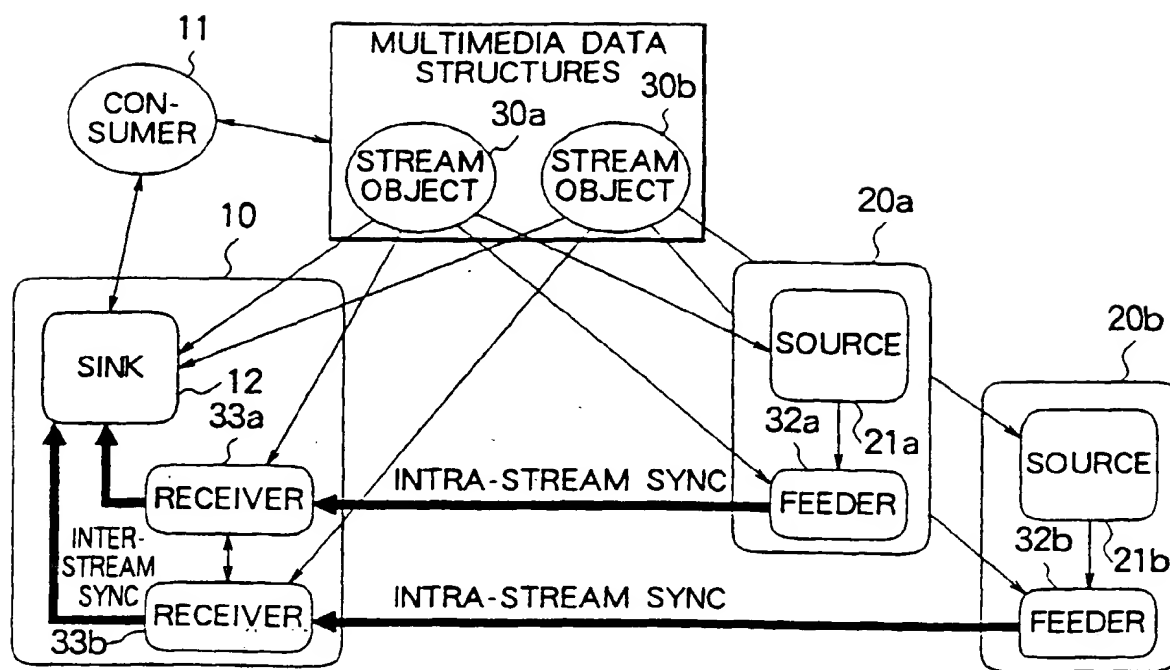 11
MULTIMEDIA DATA
STRUCTURES
30b
CON-
SUMER
30a
STREAM
OBJECT
STREAM
OBJECT
10
20a
SINK
SOURCE
20b
12
33a
32a
21a
SOURCE
RECEIVER
INTRA-STREAM SYNC
FEEDER
INTER-
STREAM
SYNC
32b
21b
RECEIVER
INTRA-STREAM SYNC
FEEDER
33b